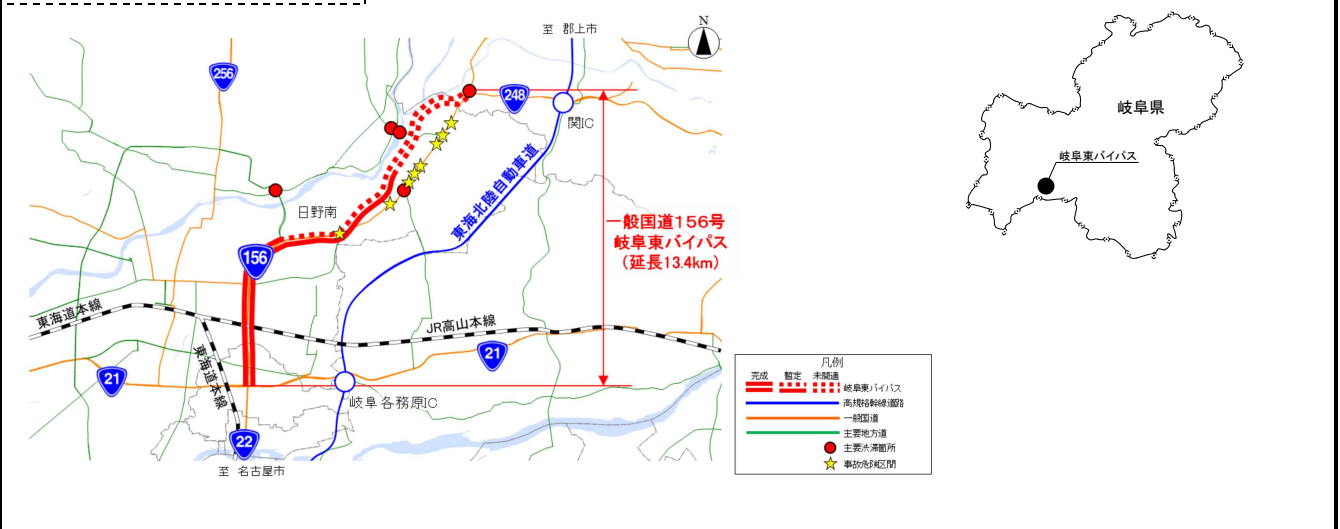 至 郡上市
N
256
248
関IC
岐阜県
岐阜東バイパス
東海北陸自動車道
日野南
一般国道156号
岐阜東バイパス
(延長13.4km)
156
東海道本線
JR高山本線
東海道本線
21
21
岐阜各務原IC
22
至 名古屋市
凡例
完成 暫定 未開通
岐阜東バイパス
高規格幹線道路
一般国道
主要地方道
主要渋滞箇所
事故危険区間